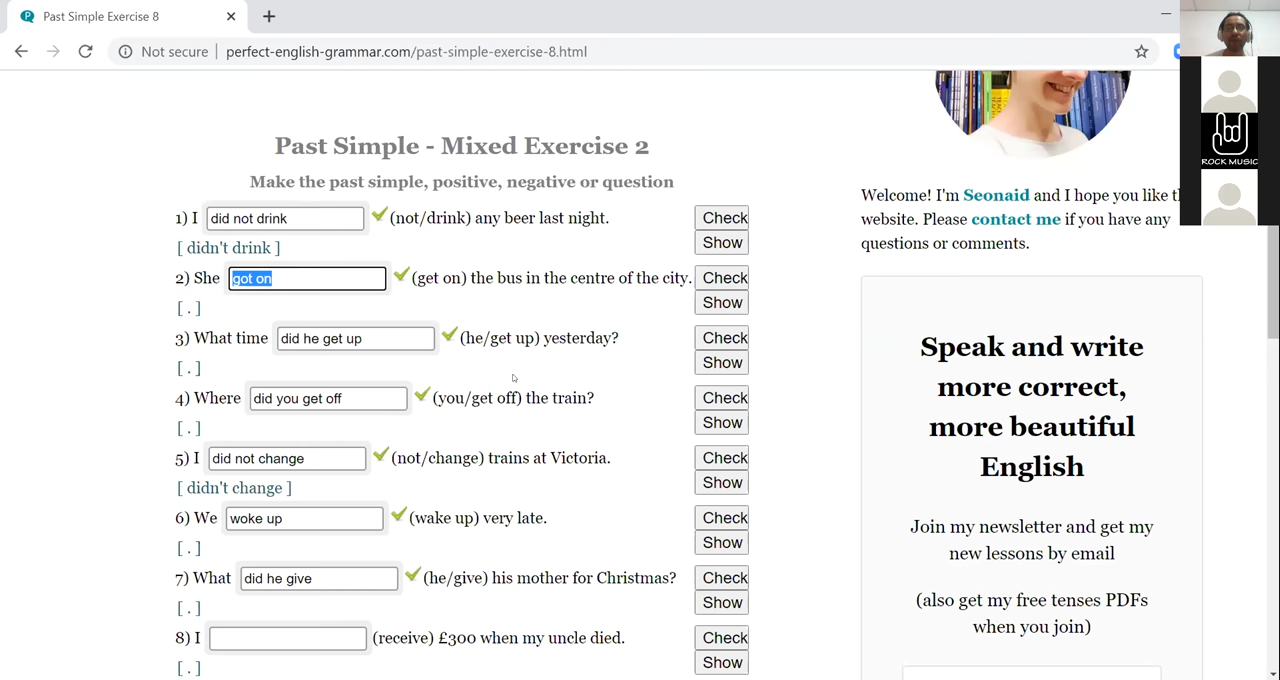 Past Simple Exercise 8
Not secure
perfect-english-grammar.com/past-simple-exercise-8.html
ROCK MUSIC
Past Simple - Mixed Exercise 2
Make the past simple, positive, negative or question
1) I did not drink (not/drink) any beer last night. Check
[ didn't drink ] Show
2) She got on (get on) the bus in the centre of the city. Check
[ . ] Show
3) What time did he get up (he/get up) yesterday? Check
[ . ] Show
4) Where did you get off (you/get off) the train? Check
[ . ] Show
5) I did not change (not/change) trains at Victoria. Check
[ didn't change ] Show
6) We woke up (wake up) very late. Check
[ . ] Show
7) What did he give (he/give) his mother for Christmas? Check
[ . ] Show
8) I (receive) £300 when my uncle died. Check
[ . ] Show
Welcome! I'm Seonaid and I hope you like
website. Please contact me if you have any
questions or comments.
Speak and write
more correct,
more beautiful
English
Join my newsletter and get my
new lessons by email
(also get my free tenses PDFs
when you join)